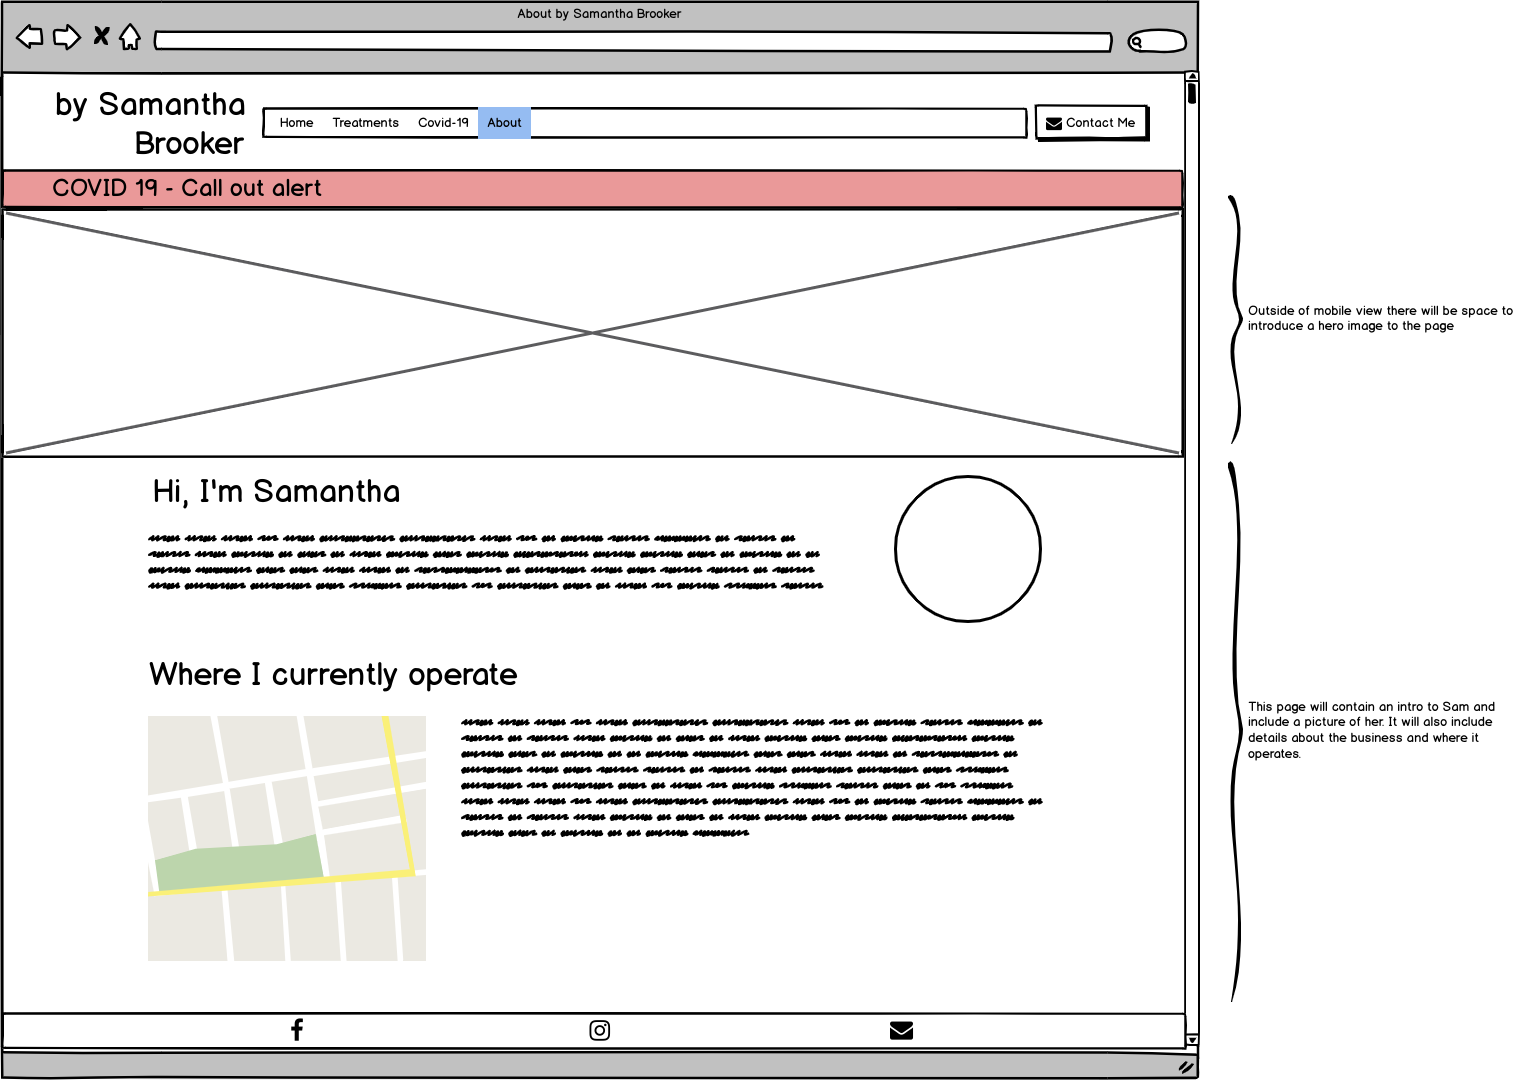 About by Samantha Brooker
by Samantha
Brooker
Home Treatments Covid-19 About
Contact Me
COVID 19 - Call out alert
Outside of mobile view there will be space to
introduce a hero image to the page
Hi, I'm Samantha
Where I currently operate
This page will contain an intro to Sam and
include a picture of her. It will also include
details about the business and where it
operates.